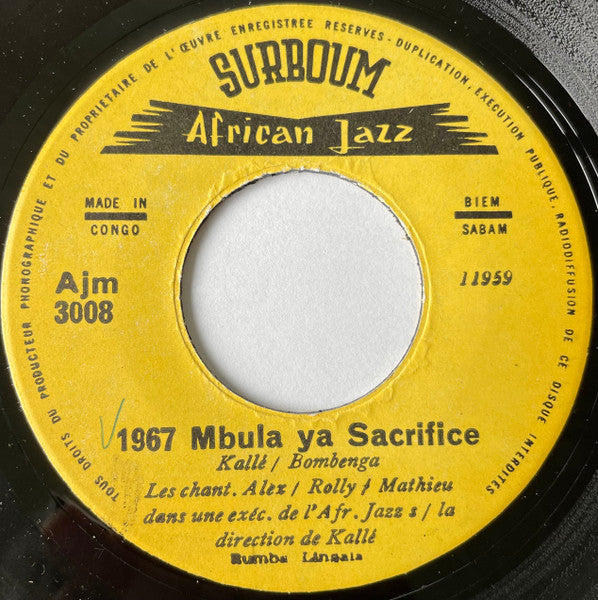 TOUS DROITS DU PRODUCTEUR PHONOGRAPHIQUE ET DU PROPRIETAIRE DE L'ŒUVRE ENREGISTREE RESERVES - DUPLICATION, EXECUTION PUBLIQUE, RADIODIFFUSION DE CE DISQUE INTERDITES
SURBOUM
African Jazz
MADE IN
CONGO
BIEM
SABAM
Ajm
3008
11959
1967 Mbula ya Sacrifice
Kallé / Bombenga
Les chant. Alex / Rolly / Mathieu
dans une exéc. de l'Afr. Jazz s / la
direction de Kallé
Rumba Lingala